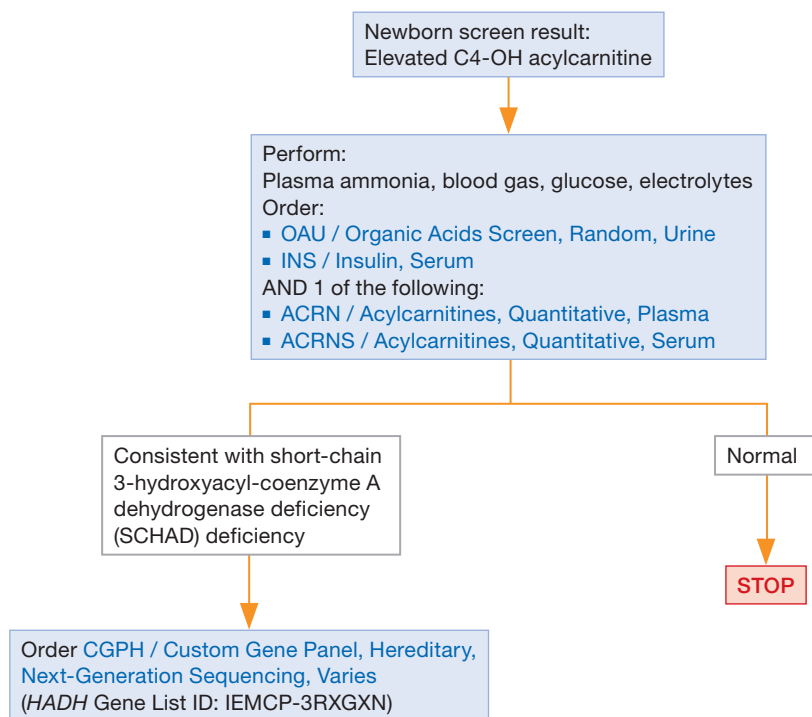 Newborn screen result:
Elevated C4-OH acylcarnitine
Perform:
Plasma ammonia, blood gas, glucose, electrolytes
Order:
▪ OAU / Organic Acids Screen, Random, Urine
▪ INS / Insulin, Serum
AND 1 of the following:
▪ ACRN / Acylcarnitines, Quantitative, Plasma
▪ ACRNS / Acylcarnitines, Quantitative, Serum
Consistent with short-chain
3-hydroxyacyl-coenzyme A
dehydrogenase deficiency
(SCHAD) deficiency
Normal
STOP
Order CGPH / Custom Gene Panel, Hereditary,
Next-Generation Sequencing, Varies
(HADH Gene List ID: IEMCP-3RXGXN)